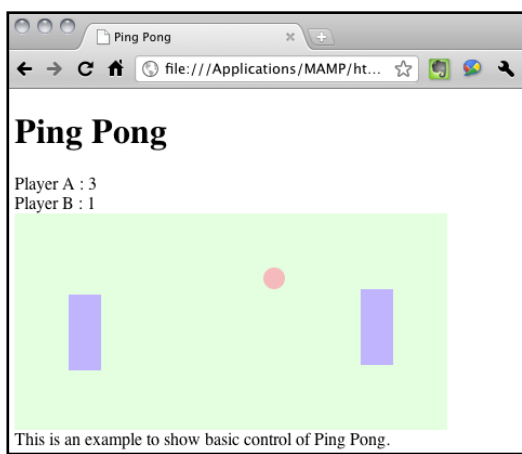 Ping Pong
file:///Applications/MAMP/ht...
Ping Pong
Player A : 3
Player B : 1
This is an example to show basic control of Ping Pong.